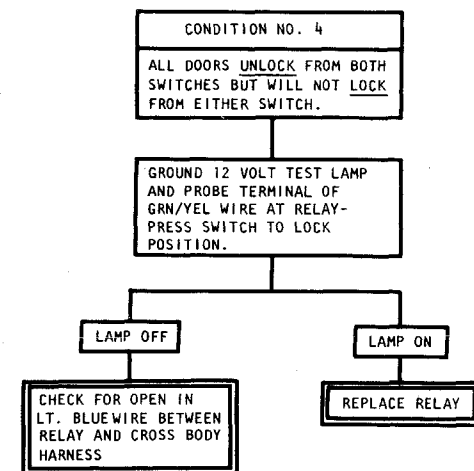 CONDITION NO. 4
ALL DOORS UNLOCK FROM BOTH
SWITCHES BUT WILL NOT LOCK
FROM EITHER SWITCH.
GROUND 12 VOLT TEST LAMP
AND PROBE TERMINAL OF
GRN/YEL WIRE AT RELAY-
PRESS SWITCH TO LOCK
POSITION.
LAMP OFF
LAMP ON
CHECK FOR OPEN IN
LT. BLUEWIRE BETWEEN
RELAY AND CROSS BODY
HARNESS
REPLACE RELAY